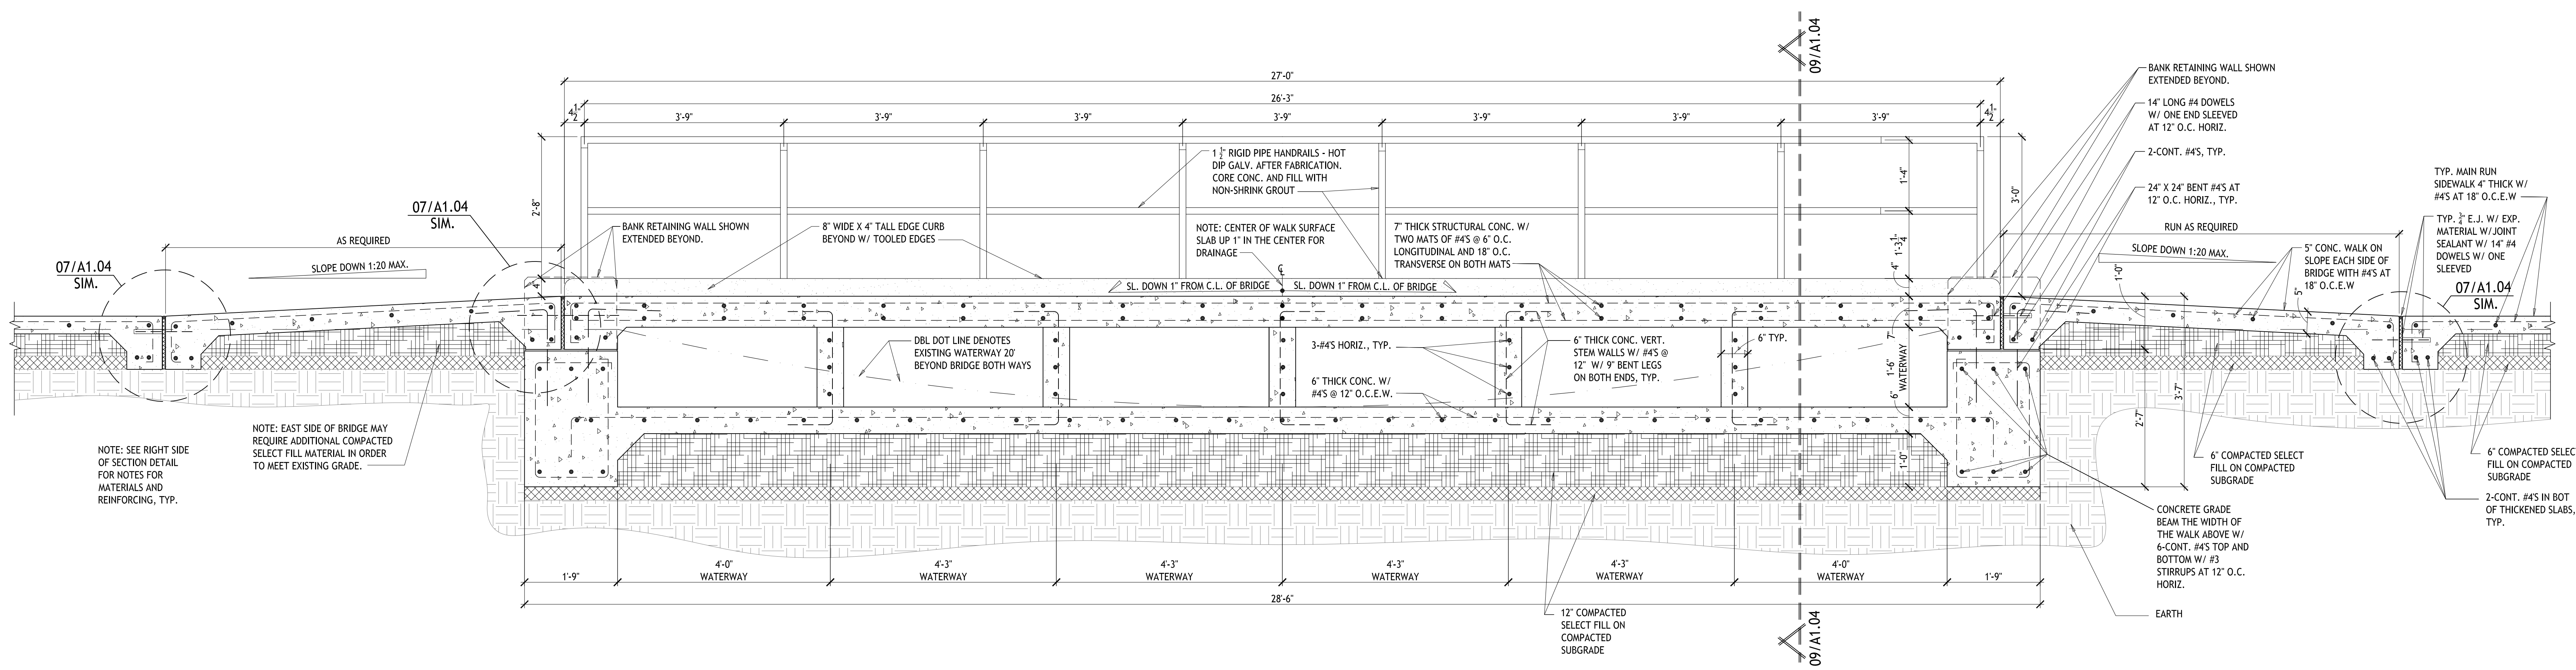 09/A1.04
27'-0"
26'-3"
4 1/2"
3'-9"
3'-9"
3'-9"
3'-9"
3'-9"
3'-9"
3'-9"
4 1/2"
BANK RETAINING WALL SHOWN
EXTENDED BEYOND.
14" LONG #4 DOWELS
W/ ONE END SLEEVED
AT 12" O.C. HORIZ.
2-CONT. #4'S, TYP.
24" X 24" BENT #4'S AT
12" O.C. HORIZ., TYP.
TYP. MAIN RUN
SIDEWALK 4" THICK W/
#4'S AT 18" O.C.E.W
TYP. 3/4" E.J. W/ EXP.
MATERIAL W/JOINT
SEALANT W/ 14" #4
DOWELS W/ ONE
SLEEVED
1 1/2" RIGID PIPE HANDRAILS - HOT
DIP GALV. AFTER FABRICATION.
CORE CONC. AND FILL WITH
NON-SHRINK GROUT
2'-8"
4"
1'-4"
1'-3 1/4"
4"
3'-0"
07/A1.04
SIM.
07/A1.04
SIM.
AS REQUIRED
SLOPE DOWN 1:20 MAX.
BANK RETAINING WALL SHOWN
EXTENDED BEYOND.
8" WIDE X 4" TALL EDGE CURB
BEYOND W/ TOOLED EDGES
NOTE: CENTER OF WALK SURFACE
SLAB UP 1" IN THE CENTER FOR
DRAINAGE
7" THICK STRUCTURAL CONC. W/
TWO MATS OF #4'S @ 6" O.C.
LONGITUDINAL AND 18" O.C.
TRANSVERSE ON BOTH MATS
SL. DOWN 1" FROM C.L. OF BRIDGE
SL. DOWN 1" FROM C.L. OF BRIDGE
RUN AS REQUIRED
SLOPE DOWN 1:20 MAX.
5" CONC. WALK ON
SLOPE EACH SIDE OF
BRIDGE WITH #4'S AT
18" O.C.E.W
1'-0"
5"
07/A1.04
SIM.
DBL DOT LINE DENOTES
EXISTING WATERWAY 20'
BEYOND BRIDGE BOTH WAYS
3-#4'S HORIZ., TYP.
6" THICK CONC. W/
#4'S @ 12" O.C.E.W.
6" THICK CONC. VERT.
STEM WALLS W/ #4'S @
12" W/ 9" BENT LEGS
ON BOTH ENDS, TYP.
6" TYP.
7"
1'-6"
WATERWAY
6"
1'-0"
2'-7"
3'-7"
NOTE: SEE RIGHT SIDE
OF SECTION DETAIL
FOR NOTES FOR
MATERIALS AND
REINFORCING, TYP.
NOTE: EAST SIDE OF BRIDGE MAY
REQUIRE ADDITIONAL COMPACTED
SELECT FILL MATERIAL IN ORDER
TO MEET EXISTING GRADE.
6" COMPACTED SELECT
FILL ON COMPACTED
SUBGRADE
6" COMPACTED SELEC
FILL ON COMPACTED
SUBGRADE
2-CONT. #4'S IN BOT
OF THICKENED SLABS,
TYP.
CONCRETE GRADE
BEAM THE WIDTH OF
THE WALK ABOVE W/
6-CONT. #4'S TOP AND
BOTTOM W/ #3
STIRRUPS AT 12" O.C.
HORIZ.
EARTH
1'-9"
4'-0"
WATERWAY
4'-3"
WATERWAY
4'-3"
WATERWAY
4'-3"
WATERWAY
4'-3"
WATERWAY
4'-0"
WATERWAY
1'-9"
28'-6"
12" COMPACTED
SELECT FILL ON
COMPACTED
SUBGRADE
09/A1.04